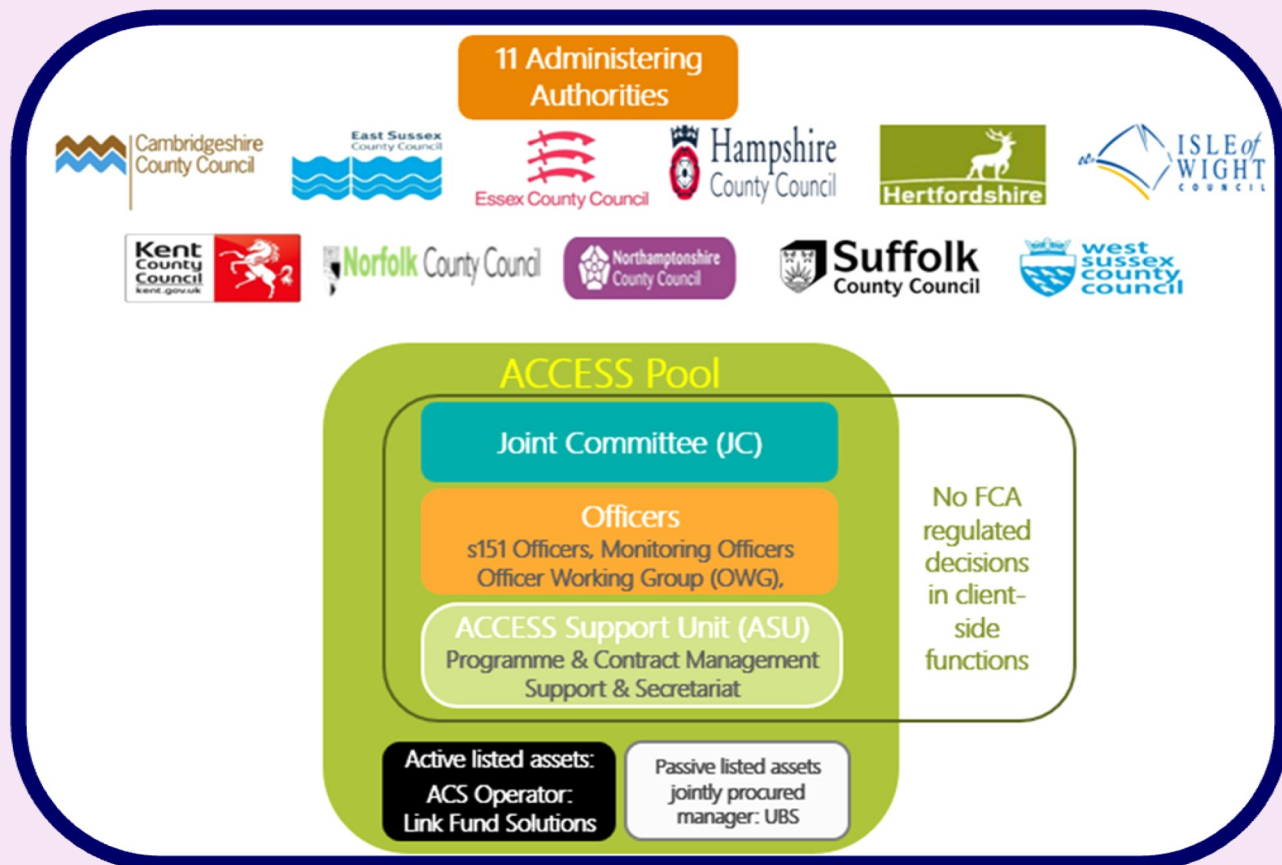 11 Administering
Authorities
Cambridgeshire
County Council
East Sussex
County Council
Essex County Council
Hampshire
County Council
Hertfordshire
ISLE of
WIGHT
COUNCIL
Kent
County
Council
kent.gov.uk
Norfolk County Council
Northamptonshire
County Council
Suffolk
County Council
west
sussex
county
council
ACCESS Pool
Joint Committee (JC)
Officers
s151 Officers, Monitoring Officers
Officer Working Group (OWG),
ACCESS Support Unit (ASU)
Programme & Contract Management
Support & Secretariat
No FCA
regulated
decisions
in client-
side
functions
Active listed assets:
ACS Operator:
Link Fund Solutions
Passive listed assets
jointly procured
manager: UBS